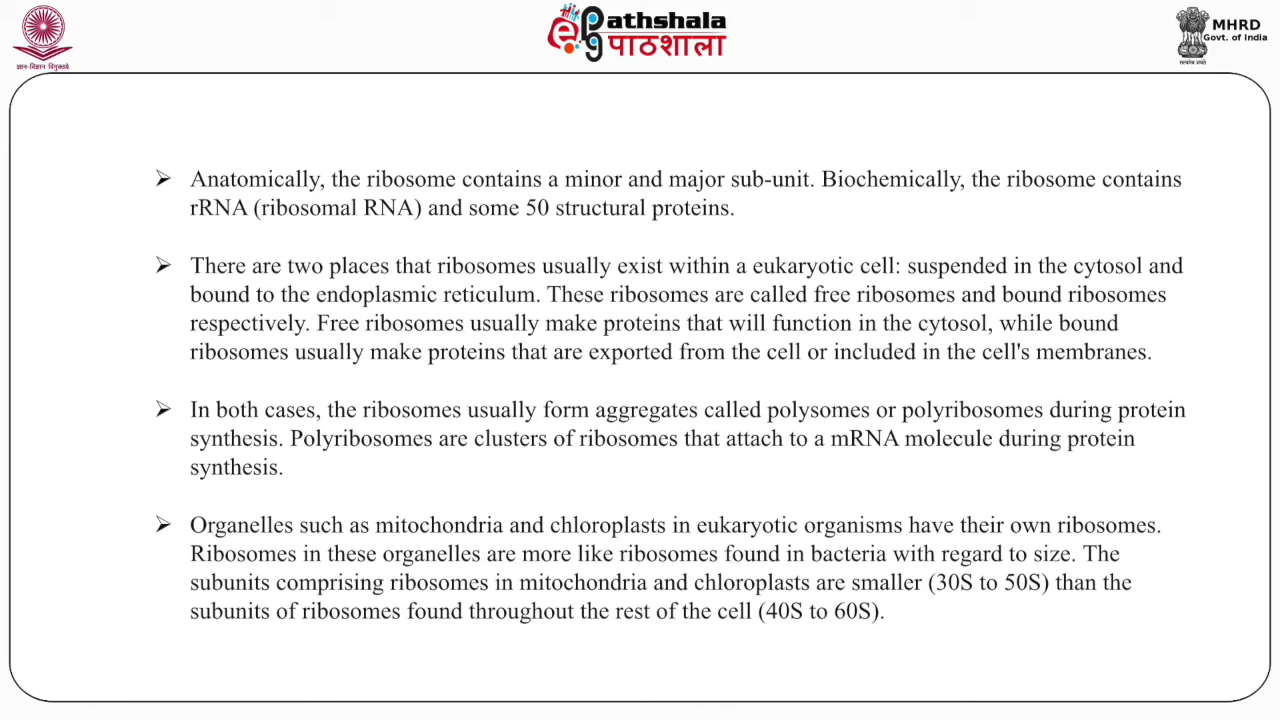 ज्ञान-विज्ञान विमुक्तये
ePathshala
पाठशाला
MHRD
Govt. of India
सत्यमेव जयते
➢ Anatomically, the ribosome contains a minor and major sub-unit. Biochemically, the ribosome contains
rRNA (ribosomal RNA) and some 50 structural proteins.
➢ There are two places that ribosomes usually exist within a eukaryotic cell: suspended in the cytosol and
bound to the endoplasmic reticulum. These ribosomes are called free ribosomes and bound ribosomes
respectively. Free ribosomes usually make proteins that will function in the cytosol, while bound
ribosomes usually make proteins that are exported from the cell or included in the cell's membranes.
➢ In both cases, the ribosomes usually form aggregates called polysomes or polyribosomes during protein
synthesis. Polyribosomes are clusters of ribosomes that attach to a mRNA molecule during protein
synthesis.
➢ Organelles such as mitochondria and chloroplasts in eukaryotic organisms have their own ribosomes.
Ribosomes in these organelles are more like ribosomes found in bacteria with regard to size. The
subunits comprising ribosomes in mitochondria and chloroplasts are smaller (30S to 50S) than the
subunits of ribosomes found throughout the rest of the cell (40S to 60S).